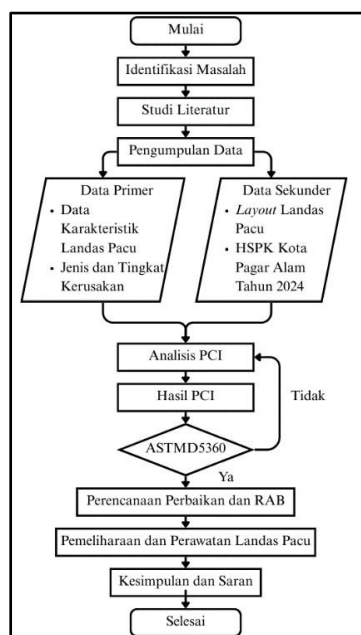 Mulai
Identifikasi Masalah
Studi Literatur
Pengumpulan Data
Data Primer
• Data
Karakteristik
Landas Pacu
• Jenis dan Tingkat
Kerusakan
Data Sekunder
• Layout Landas
Pacu
• HSPK Kota
Pagar Alam
Tahun 2024
Analisis PCI
Tidak
Hasil PCI
ASTMD5360
Ya
Perencanaan Perbaikan dan RAB
Pemeliharaan dan Perawatan Landas Pacu
Kesimpulan dan Saran
Selesai